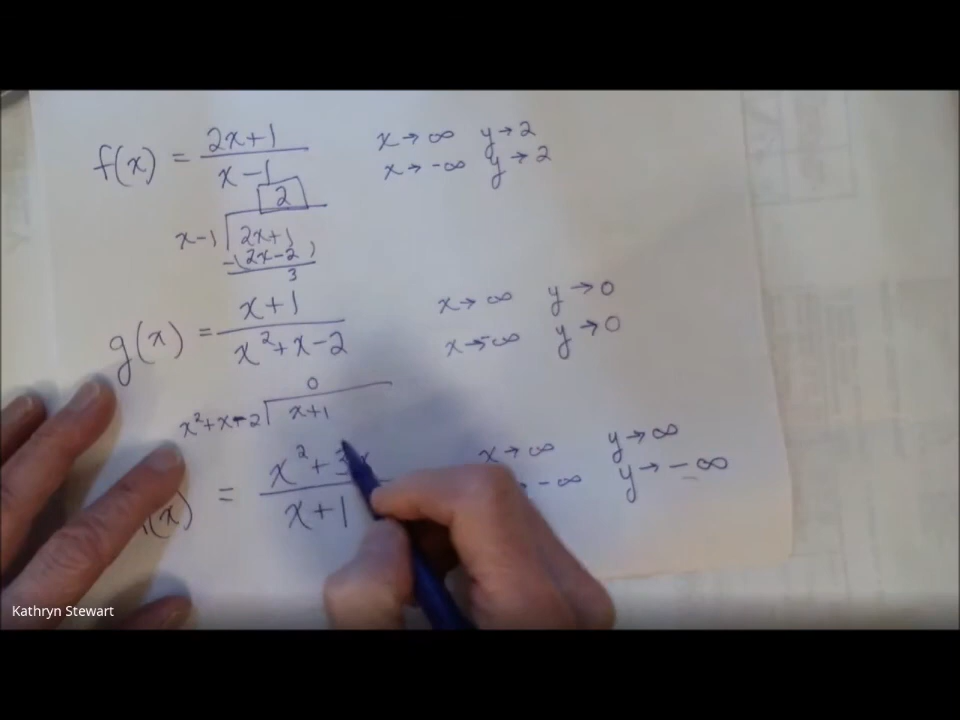 f(x) = 2x+1 / x-1    x→∞  y→2
x→-∞  y→2
2
x-1 | 2x+1
-(2x-2)
3
g(x) = x+1 / x²+x-2    x→∞  y→0
x→-∞  y→0
0
x²+x-2 | x+1
(x) = x²+3x / x+1    x→∞  y→∞
→-∞  y→-∞
Kathryn Stewart